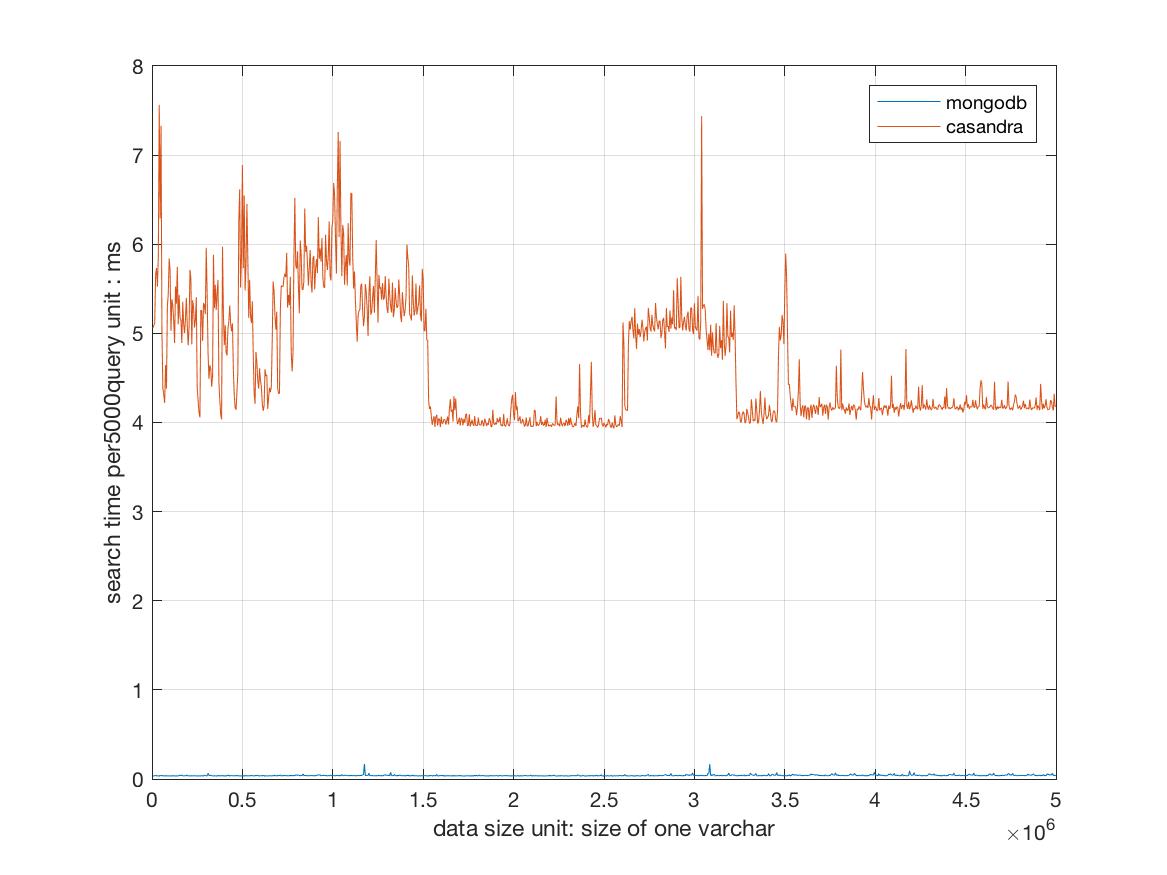 mongodb
casandra
8
7
6
5
4
3
2
1
0
search time per5000query unit : ms
0 0.5 1 1.5 2 2.5 3 3.5 4 4.5 5
×10⁶
data size unit: size of one varchar